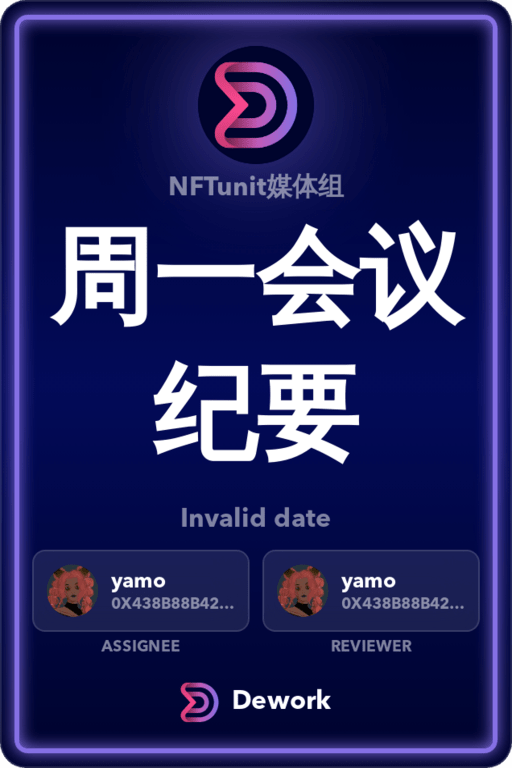 NFTunit媒体组
周一会议
纪要
Invalid date
yamo
0X438B88B42...
ASSIGNEE
yamo
0X438B88B42...
REVIEWER
Dework